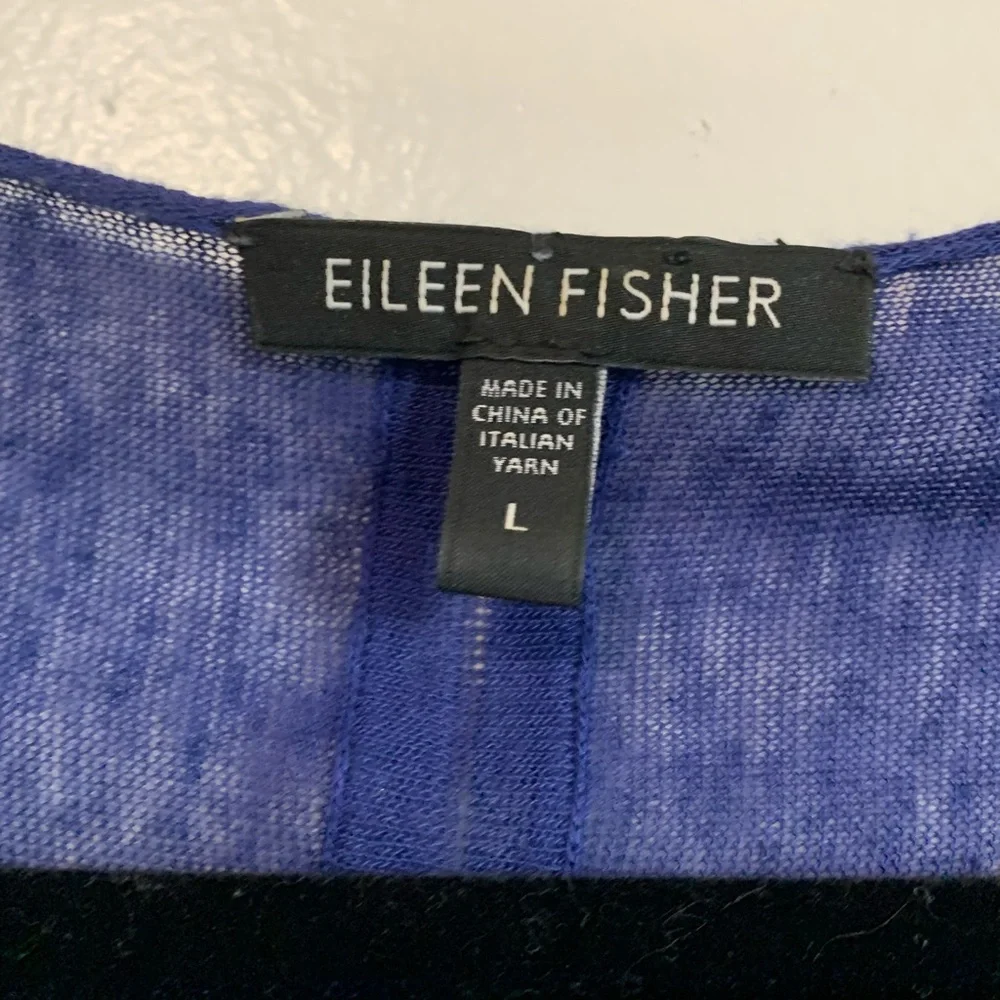 EILEEN FISHER
MADE IN
CHINA OF
ITALIAN
YARN
L